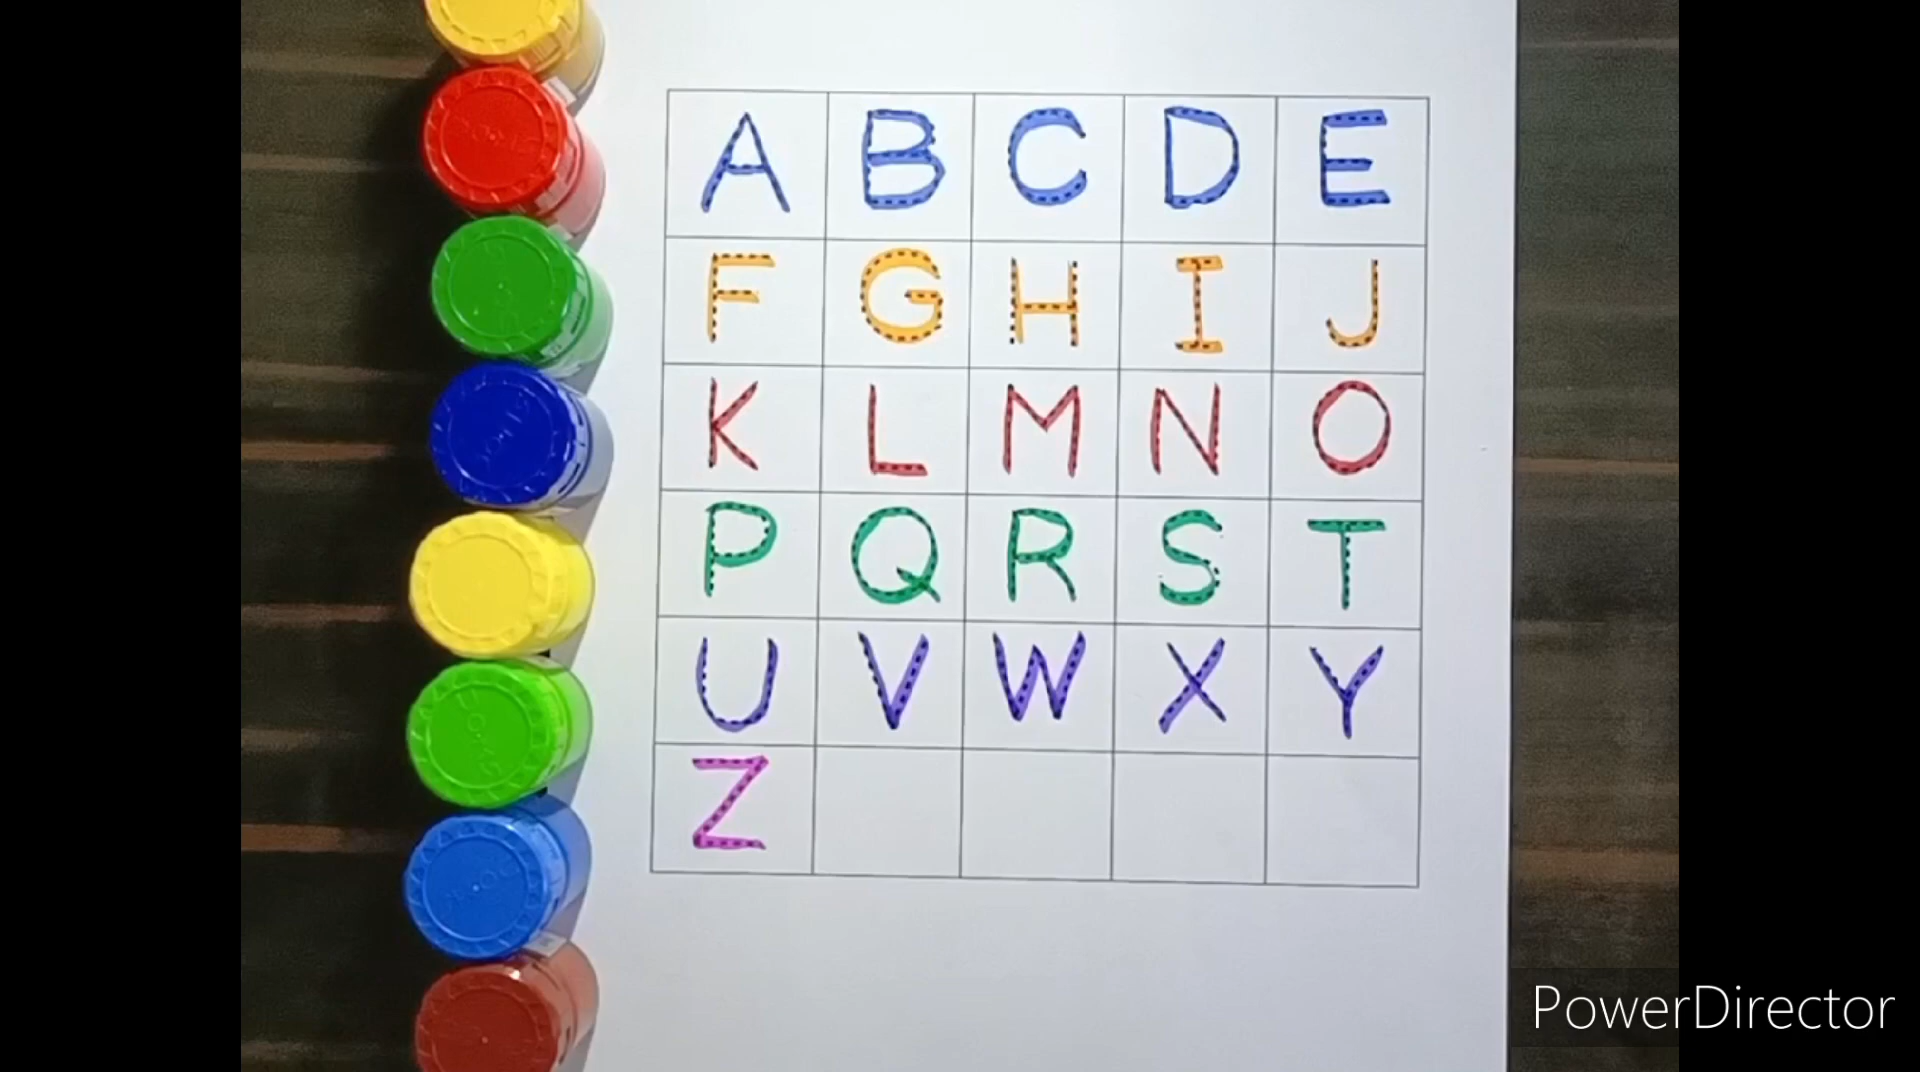 A B C D E
F G H I J
K L M N O
P Q R S T
U V W X Y
Z
PowerDirector